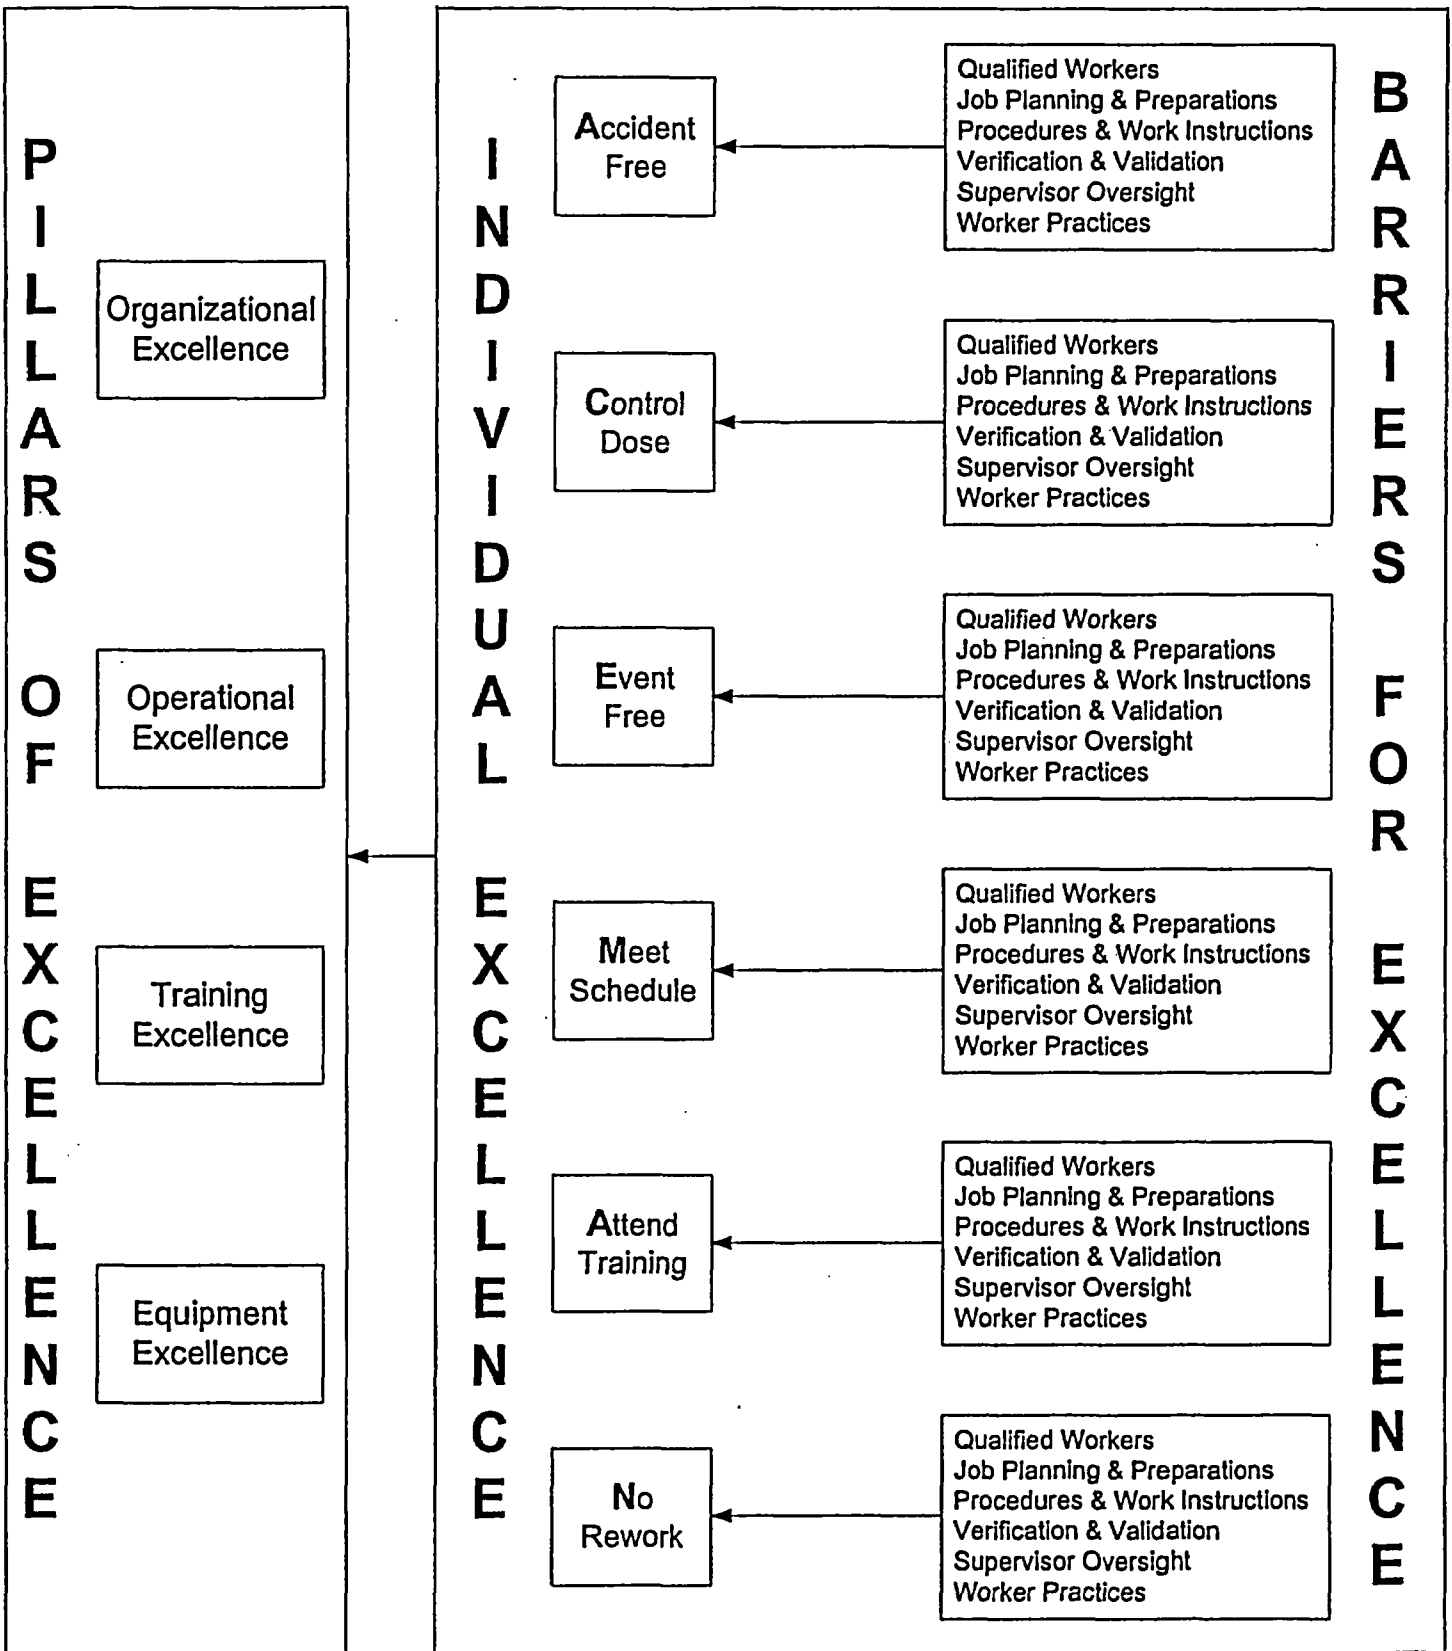 PILLARS OF EXCELLENCE
Organizational
Excellence
Operational
Excellence
Training
Excellence
Equipment
Excellence
INDIVIDUAL EXCELLENCE
Accident
Free
Qualified Workers
Job Planning & Preparations
Procedures & Work Instructions
Verification & Validation
Supervisor Oversight
Worker Practices
Control
Dose
Qualified Workers
Job Planning & Preparations
Procedures & Work Instructions
Verification & Validation
Supervisor Oversight
Worker Practices
Event
Free
Qualified Workers
Job Planning & Preparations
Procedures & Work Instructions
Verification & Validation
Supervisor Oversight
Worker Practices
Meet
Schedule
Qualified Workers
Job Planning & Preparations
Procedures & Work Instructions
Verification & Validation
Supervisor Oversight
Worker Practices
Attend
Training
Qualified Workers
Job Planning & Preparations
Procedures & Work Instructions
Verification & Validation
Supervisor Oversight
Worker Practices
No
Rework
Qualified Workers
Job Planning & Preparations
Procedures & Work Instructions
Verification & Validation
Supervisor Oversight
Worker Practices
BARRIERS FOR EXCELLENCE